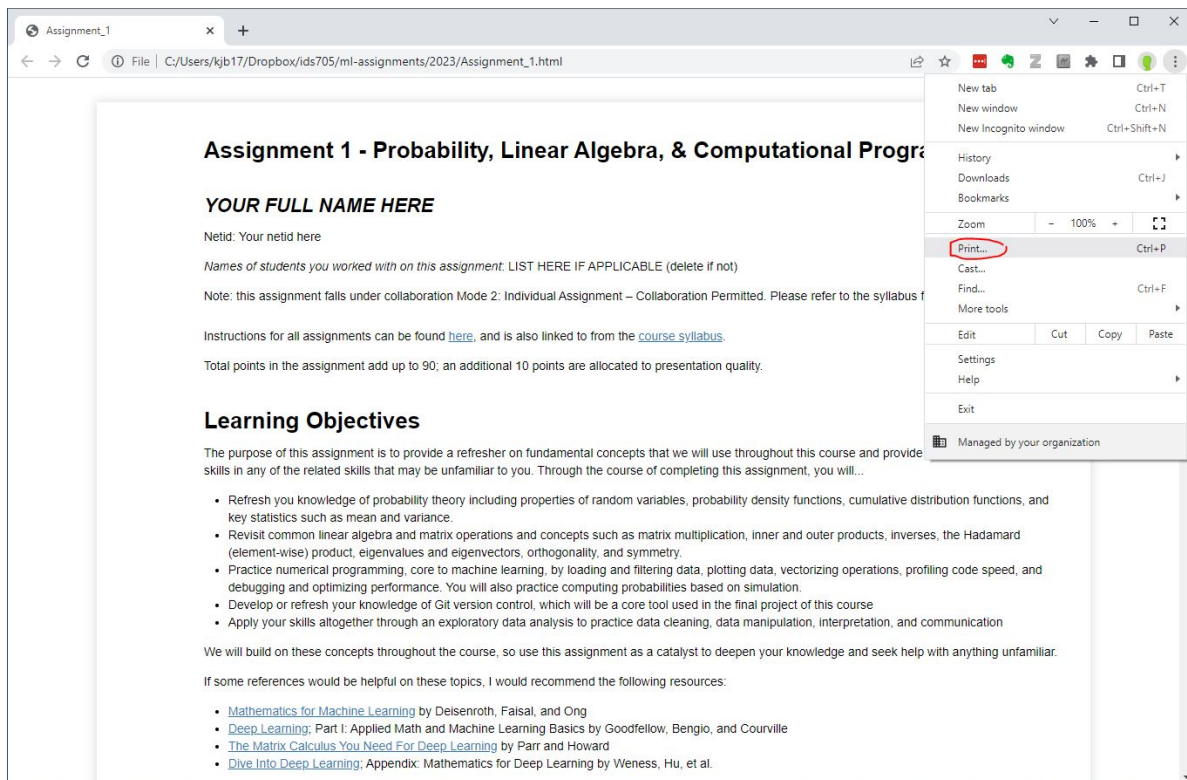 Assignment_1
File | C:/Users/kjb17/Dropbox/ids705/ml-assignments/2023/Assignment_1.html
New tab Ctrl+T
New window Ctrl+N
New Incognito window Ctrl+Shift+N
History
Downloads Ctrl+J
Bookmarks
Zoom - 100% +
Print... Ctrl+P
Cast...
Find... Ctrl+F
More tools
Edit Cut Copy Paste
Settings
Help
Exit
Managed by your organization
Assignment 1 - Probability, Linear Algebra, & Computational Progra
YOUR FULL NAME HERE
Netid: Your netid here
Names of students you worked with on this assignment: LIST HERE IF APPLICABLE (delete if not)
Note: this assignment falls under collaboration Mode 2: Individual Assignment – Collaboration Permitted. Please refer to the syllabus f
Instructions for all assignments can be found here, and is also linked to from the course syllabus.
Total points in the assignment add up to 90; an additional 10 points are allocated to presentation quality.
Learning Objectives
The purpose of this assignment is to provide a refresher on fundamental concepts that we will use throughout this course and provide
skills in any of the related skills that may be unfamiliar to you. Through the course of completing this assignment, you will...
• Refresh you knowledge of probability theory including properties of random variables, probability density functions, cumulative distribution functions, and
key statistics such as mean and variance.
• Revisit common linear algebra and matrix operations and concepts such as matrix multiplication, inner and outer products, inverses, the Hadamard
(element-wise) product, eigenvalues and eigenvectors, orthogonality, and symmetry.
• Practice numerical programming, core to machine learning, by loading and filtering data, plotting data, vectorizing operations, profiling code speed, and
debugging and optimizing performance. You will also practice computing probabilities based on simulation.
• Develop or refresh your knowledge of Git version control, which will be a core tool used in the final project of this course
• Apply your skills altogether through an exploratory data analysis to practice data cleaning, data manipulation, interpretation, and communication
We will build on these concepts throughout the course, so use this assignment as a catalyst to deepen your knowledge and seek help with anything unfamiliar.
If some references would be helpful on these topics, I would recommend the following resources:
• Mathematics for Machine Learning by Deisenroth, Faisal, and Ong
• Deep Learning; Part I: Applied Math and Machine Learning Basics by Goodfellow, Bengio, and Courville
• The Matrix Calculus You Need For Deep Learning by Parr and Howard
• Dive Into Deep Learning; Appendix: Mathematics for Deep Learning by Weness, Hu, et al.